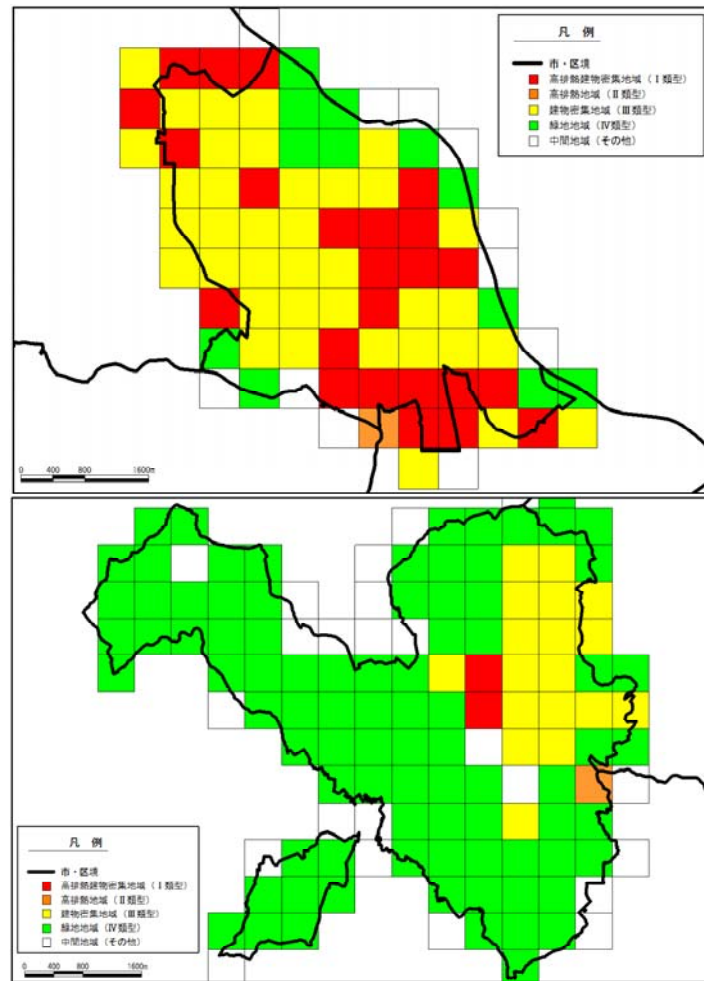 凡 例
市・区境
高排熱建物密集地域（Ⅰ類型）
高排熱地域（Ⅱ類型）
建物密集地域（Ⅲ類型）
緑地地域（Ⅳ類型）
中間地域（その他）
0 400 800 1600m
凡 例
市・区境
高排熱建物密集地域（Ⅰ類型）
高排熱地域（Ⅱ類型）
建物密集地域（Ⅲ類型）
緑地地域（Ⅳ類型）
中間地域（その他）
0 400 800 1600m